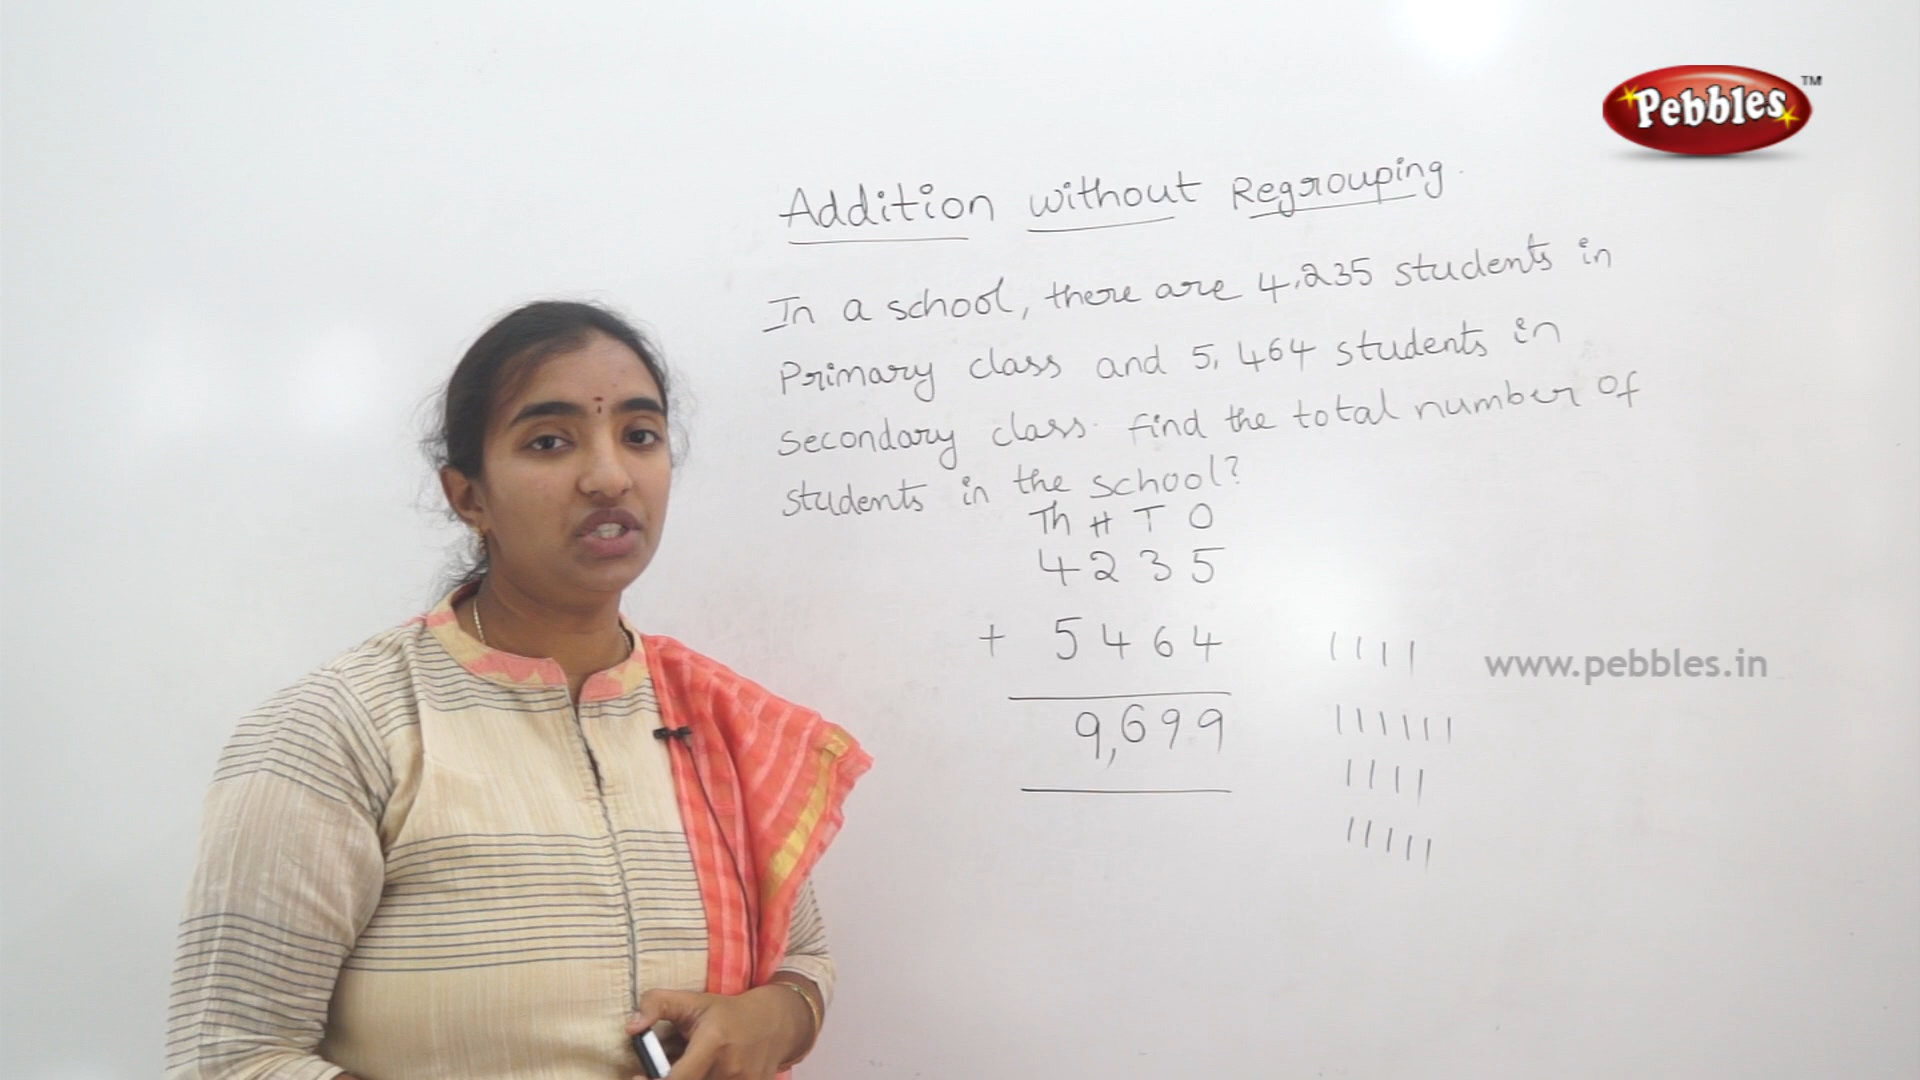 Pebbles™
Addition without Regrouping.
In a school, there are 4,235 students in
Primary class and 5,464 students in
secondary class. find the total number of
students in the school?
Th H T O
4 2 3 5
+ 5 4 6 4
9,699
www.pebbles.in